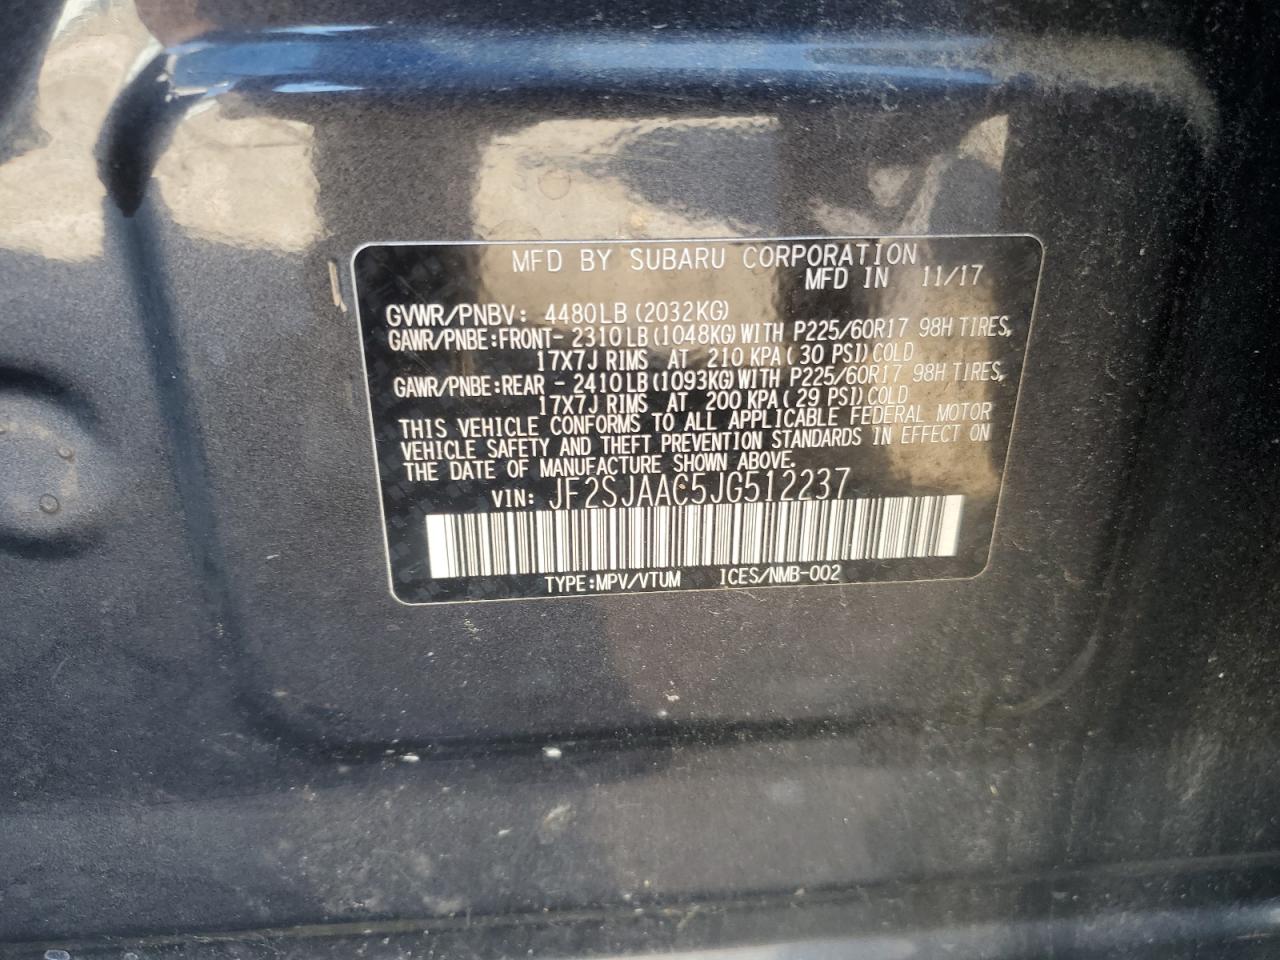 MFD BY SUBARU CORPORATION
MFD IN 11/17
GVWR/PNBV: 4480LB (2032KG)
GAWR/PNBE:FRONT- 2310LB (1048KG) WITH P225/60R17 98H TIRES,
17X7J RIMS AT 210 KPA (30 PSI) COLD
GAWR/PNBE:REAR - 2410LB (1093KG) WITH P225/60R17 98H TIRES,
17X7J RIMS AT 200 KPA (29 PSI) COLD
THIS VEHICLE CONFORMS TO ALL APPLICABLE FEDERAL MOTOR
VEHICLE SAFETY AND THEFT PREVENTION STANDARDS IN EFFECT ON
THE DATE OF MANUFACTURE SHOWN ABOVE.
VIN: JF2SJAAC5JG512237
TYPE:MPV/VTUM ICES/NMB-002